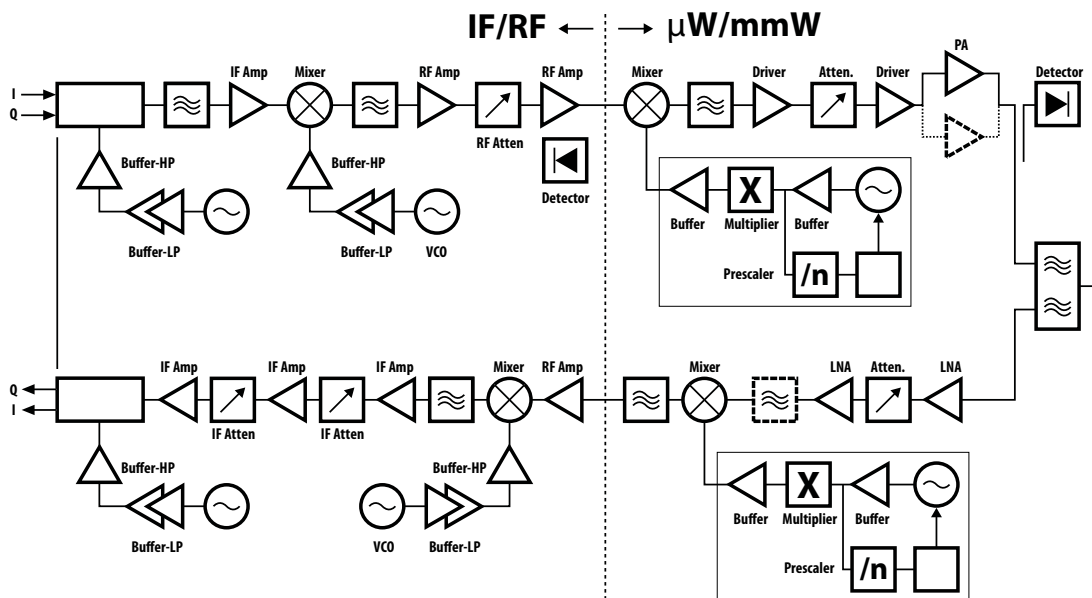 IF/RF
μW/mmW
I
Q
IF Amp
Mixer
RF Amp
RF Atten
RF Amp
Detector
Mixer
Driver
Atten.
Driver
PA
Detector
Buffer-HP
Buffer-LP
Buffer-HP
Buffer-LP
VCO
Buffer
X
Multiplier
Buffer
Prescaler
/n
Q
I
IF Amp
IF Atten
IF Amp
IF Atten
IF Amp
Mixer
RF Amp
Mixer
LNA
Atten.
LNA
Buffer-HP
Buffer-LP
Buffer-HP
VCO
Buffer-LP
Buffer
X
Multiplier
Buffer
Prescaler
/n